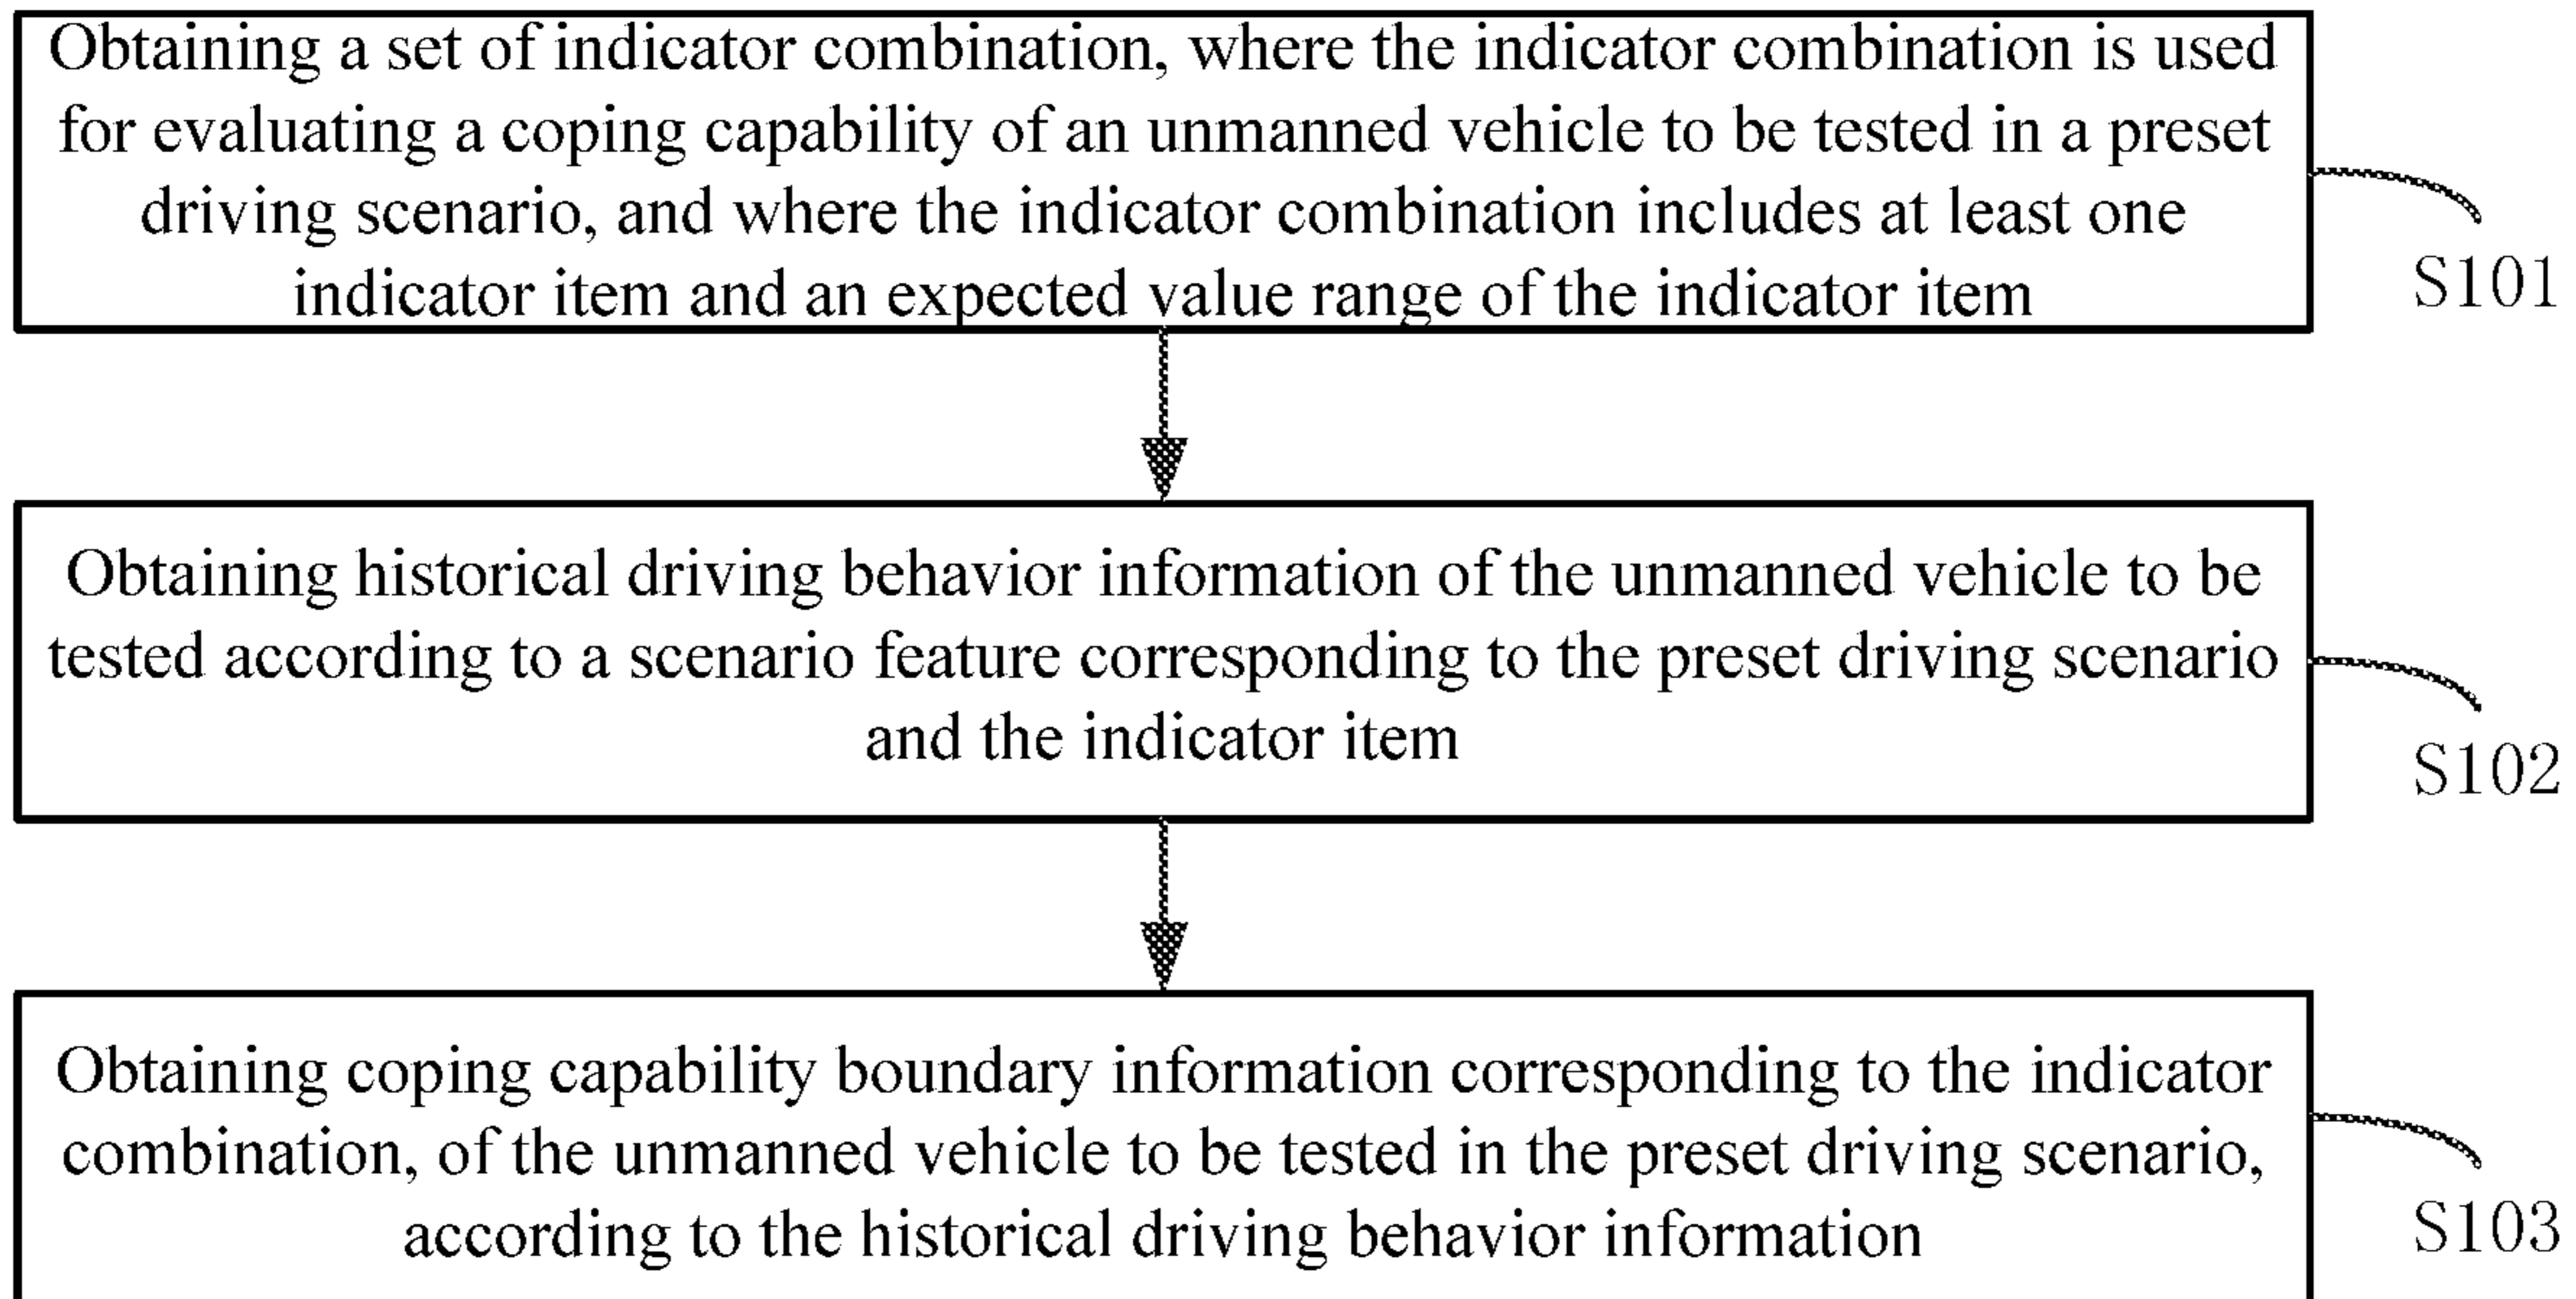 Obtaining a set of indicator combination, where the indicator combination is used
for evaluating a coping capability of an unmanned vehicle to be tested in a preset
driving scenario, and where the indicator combination includes at least one
indicator item and an expected value range of the indicator item
S101
Obtaining historical driving behavior information of the unmanned vehicle to be
tested according to a scenario feature corresponding to the preset driving scenario
and the indicator item
S102
Obtaining coping capability boundary information corresponding to the indicator
combination, of the unmanned vehicle to be tested in the preset driving scenario,
according to the historical driving behavior information
S103